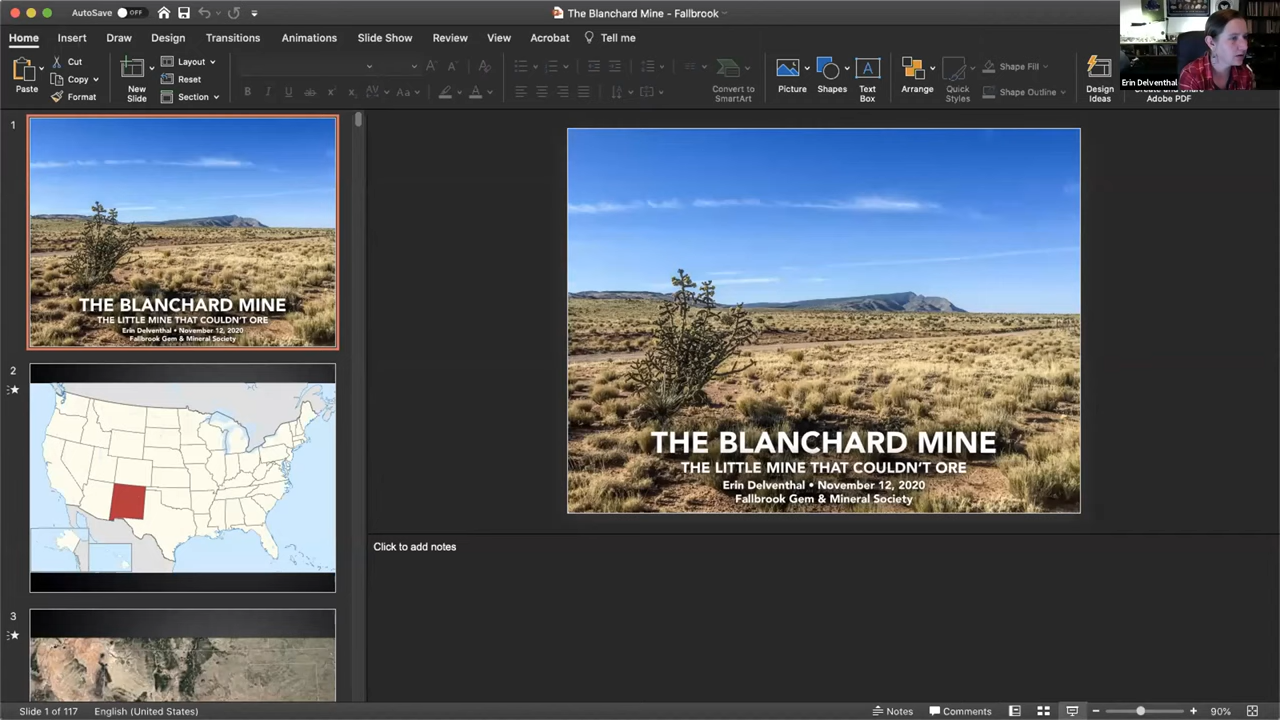 AutoSave OFF
The Blanchard Mine - Fallbrook
Home Insert Draw Design Transitions Animations Slide Show Review View Acrobat Tell me
Paste
Cut
Copy
Format
New
Slide
Layout
Reset
Section
Convert to
SmartArt
Picture
Shapes
Text
Box
Arrange
Quick
Styles
Shape Fill
Shape Outline
Design
Ideas
Create and Share
Adobe PDF
Erin Delventhal
1
THE BLANCHARD MINE
THE LITTLE MINE THAT COULDN'T ORE
Erin Delventhal • November 12, 2020
Fallbrook Gem & Mineral Society
2
3
THE BLANCHARD MINE
THE LITTLE MINE THAT COULDN'T ORE
Erin Delventhal • November 12, 2020
Fallbrook Gem & Mineral Society
Click to add notes
Slide 1 of 117 English (United States)
Notes Comments 90%